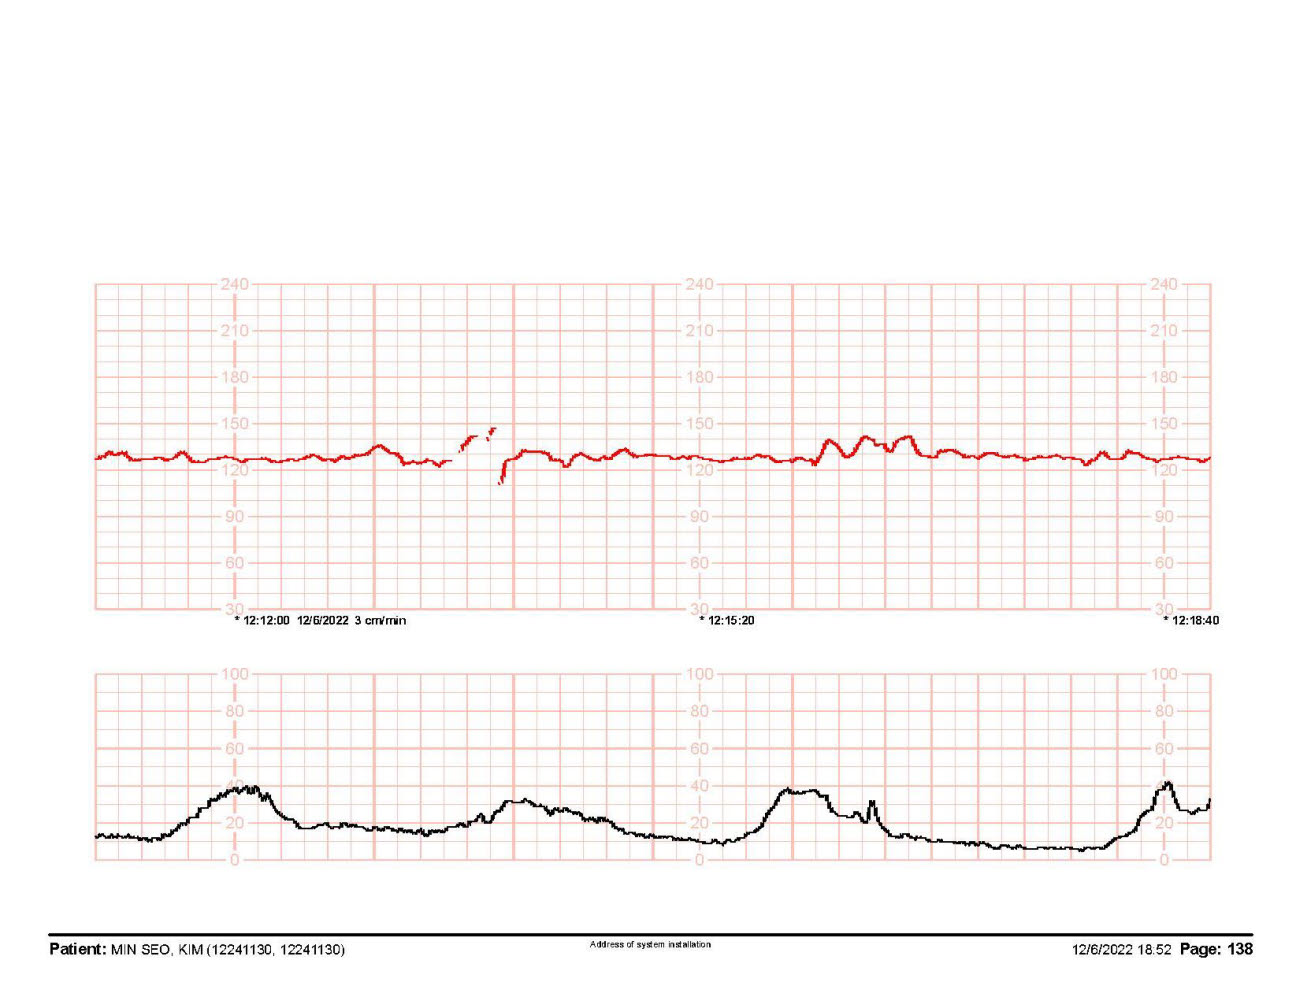 240 240 240
210 210 210
180 180 180
150 150 150
120 120 120
90 90 90
60 60 60
30 30 30
* 12:12:00 12/6/2022 3 cm/min * 12:15:20 * 12:18:40
100 100 100
80 80 80
60 60 60
40 40 40
20 20 20
0 0 0
Patient: MIN SEO, KIM (12241130, 12241130) Address of system installation 12/6/2022 18:52 Page: 138